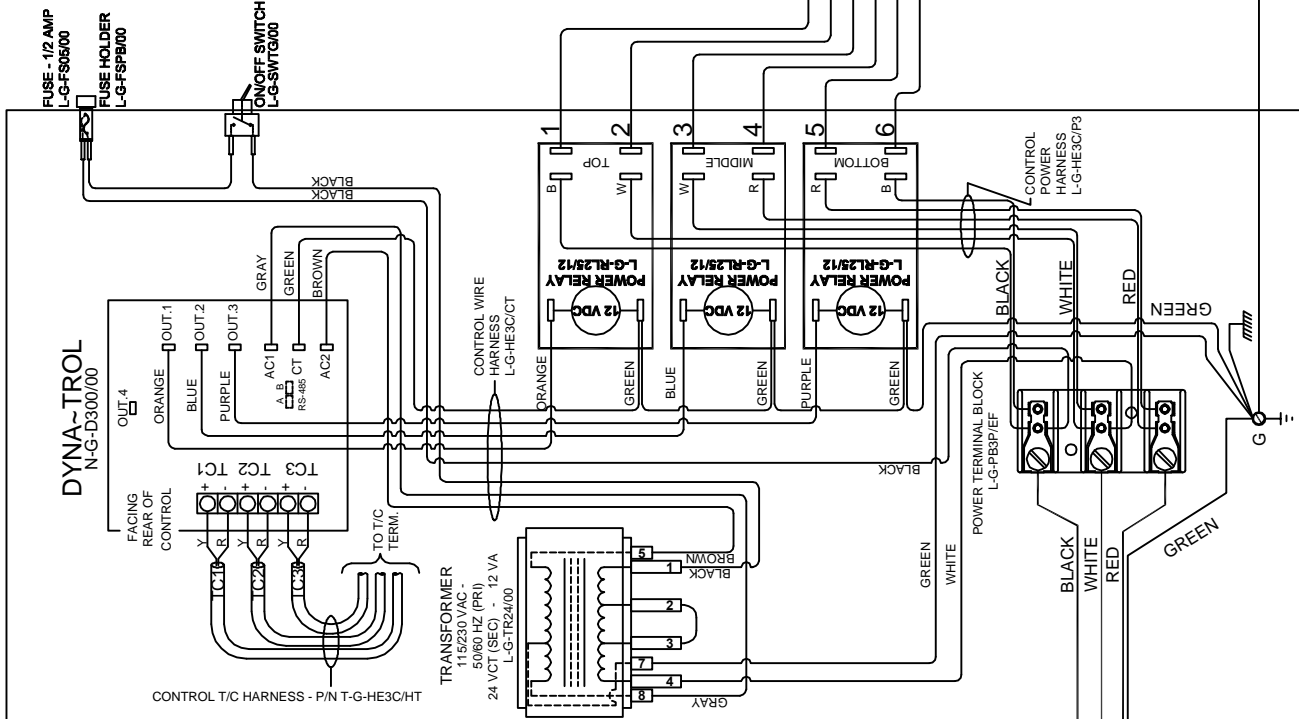 FUSE - 1/2 AMP
L-G-FS05/00
FUSE HOLDER
L-G-FSPB/00
ON/OFF SWITCH
L-G-SWTG/00
BLACK
BLACK
1
2
3
4
5
6
TOP
MIDDLE
BOTTOM
B
W
W
R
R
B
CONTROL
POWER
HARNESS
L-G-HE3C/P3
POWER RELAY
L-G-RL25/12
POWER RELAY
L-G-RL25/12
POWER RELAY
L-G-RL25/12
12 VDC
12 VDC
12 VDC
BLACK
WHITE
RED
GREEN
GRAY
GREEN
BROWN
DYNA~TROL
N-G-D300/00
OUT.4
OUT.1
OUT.2
OUT.3
AC1
CT
AC2
A
B
RS-485
ORANGE
BLUE
PURPLE
CONTROL WIRE
HARNESS
L-G-HE3C/CT
ORANGE
GREEN
BLUE
GREEN
PURPLE
GREEN
FACING
REAR OF
CONTROL
TC1
TC2
TC3
+
-
+
-
+
-
Y
R
Y
R
Y
R
C1
C2
C3
TO T/C
TERM.
BLACK
POWER TERMINAL BLOCK
L-G-PB3P/EF
G
TRANSFORMER
115/230 VAC -
50/60 HZ (PRI)
24 VCT (SEC) - 12 VA
L-G-TR24/00
5
BROWN
1
BLACK
2
3
7
4
8
GRAY
GREEN
WHITE
BLACK
WHITE
RED
GREEN
CONTROL T/C HARNESS - P/N T-G-HE3C/HT